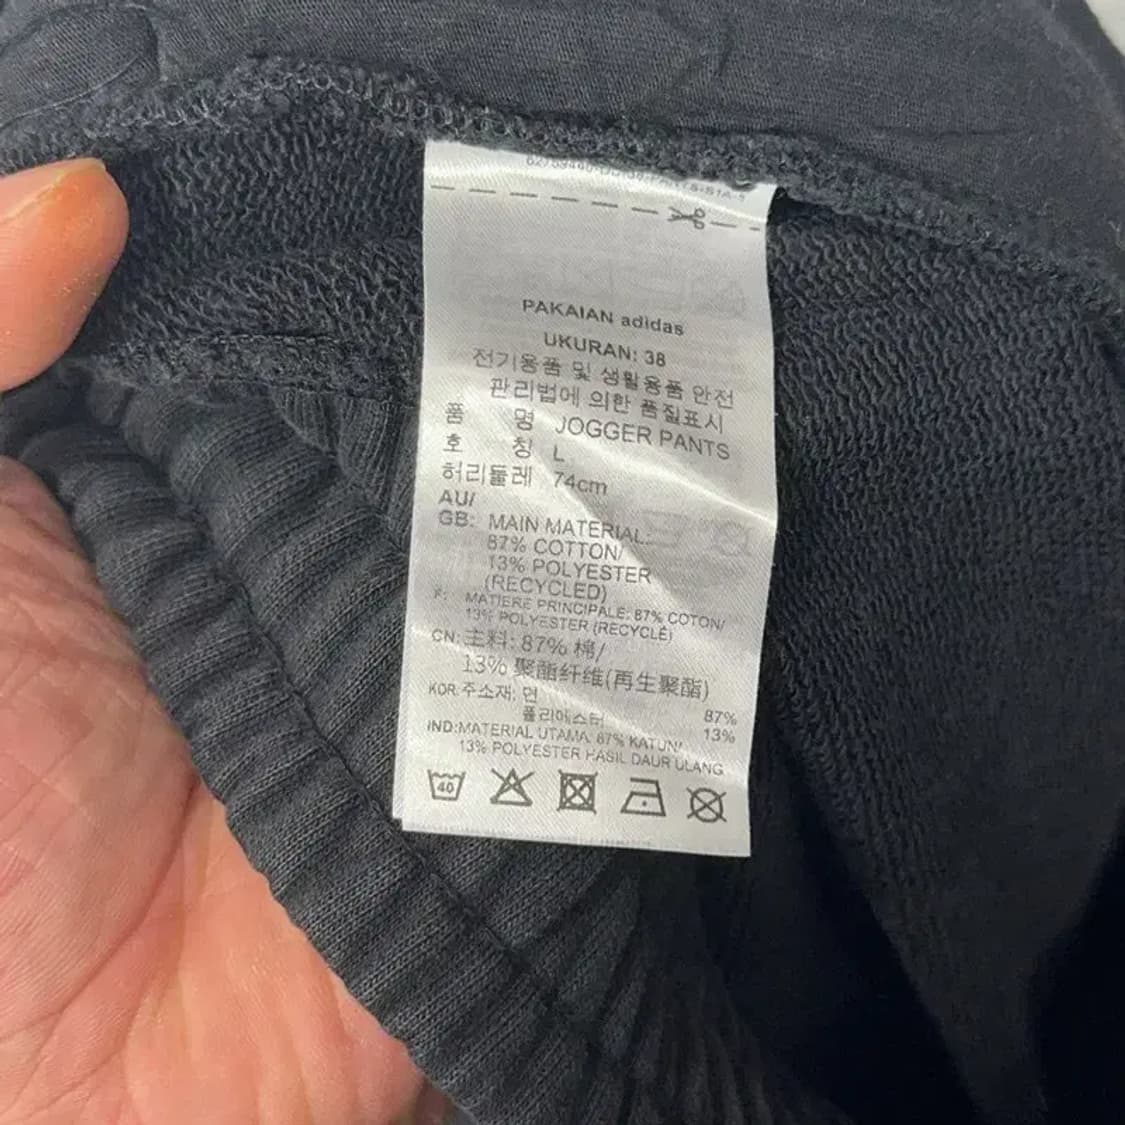 PAKAIAN adidas
UKURAN: 38
전기용품 및 생활용품 안전
관리법에 의한 품질표시
품 명 JOGGER PANTS
호 칭 L
허리둘레 74cm
AU/
GB: MAIN MATERIAL:
87% COTTON/
13% POLYESTER
(RECYCLED)
F: MATIERE PRINCIPALE: 87% COTON/
13% POLYESTER (RECYCLÉ)
CN: 主料: 87% 棉/
13% 聚酯纤维(再生聚酯)
KOR: 주소재: 면 87%
폴리에스터 13%
IND: MATERIAL UTAMA: 87% KATUN/
13% POLYESTER HASIL DAUR ULANG
40